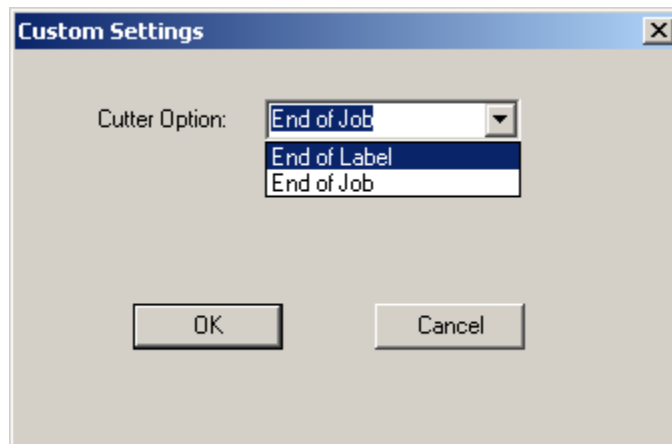 Custom Settings
Cutter Option: End of Job
End of Label
End of Job
OK Cancel